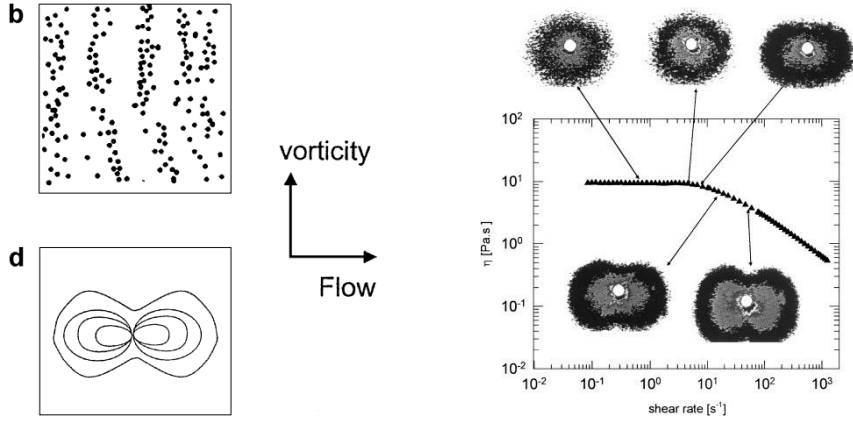 b
vorticity
Flow
d
10²
10¹
10⁰
10⁻¹
10⁻²
η [Pa.s]
10⁻² 10⁻¹ 10⁰ 10¹ 10² 10³
shear rate [s⁻¹]